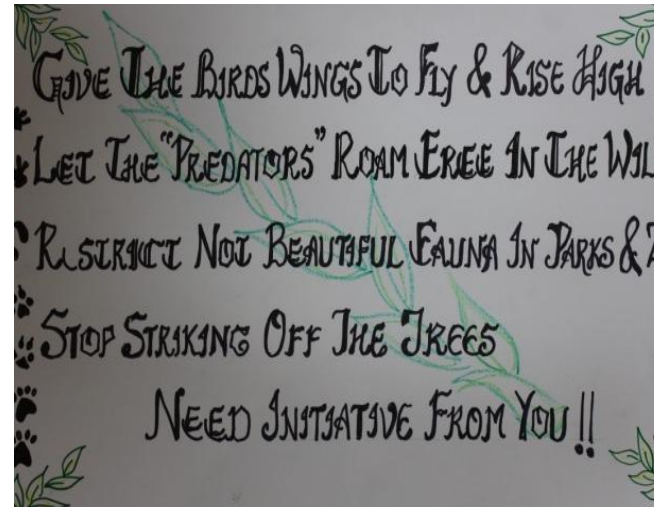 Give The Birds Wings To Fly & Rise High
Let The "Predators" Roam Free In The
Restrict Not Beautiful Fauna In Parks &
Stop Striking Off The Trees
Need Initiative From You !!